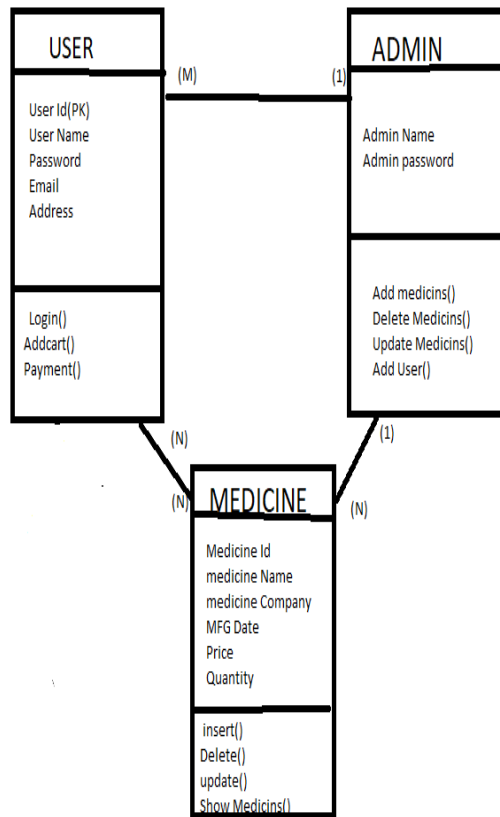 USER
(M)
(1)
ADMIN
User Id(PK)
User Name
Password
Email
Address
Admin Name
Admin password
Login()
Addcart()
Payment()
Add medicins()
Delete Medicins()
Update Medicins()
Add User()
(N)
(1)
(N)
(N)
MEDICINE
Medicine Id
medicine Name
medicine Company
MFG Date
Price
Quantity
insert()
Delete()
update()
Show Medicins()